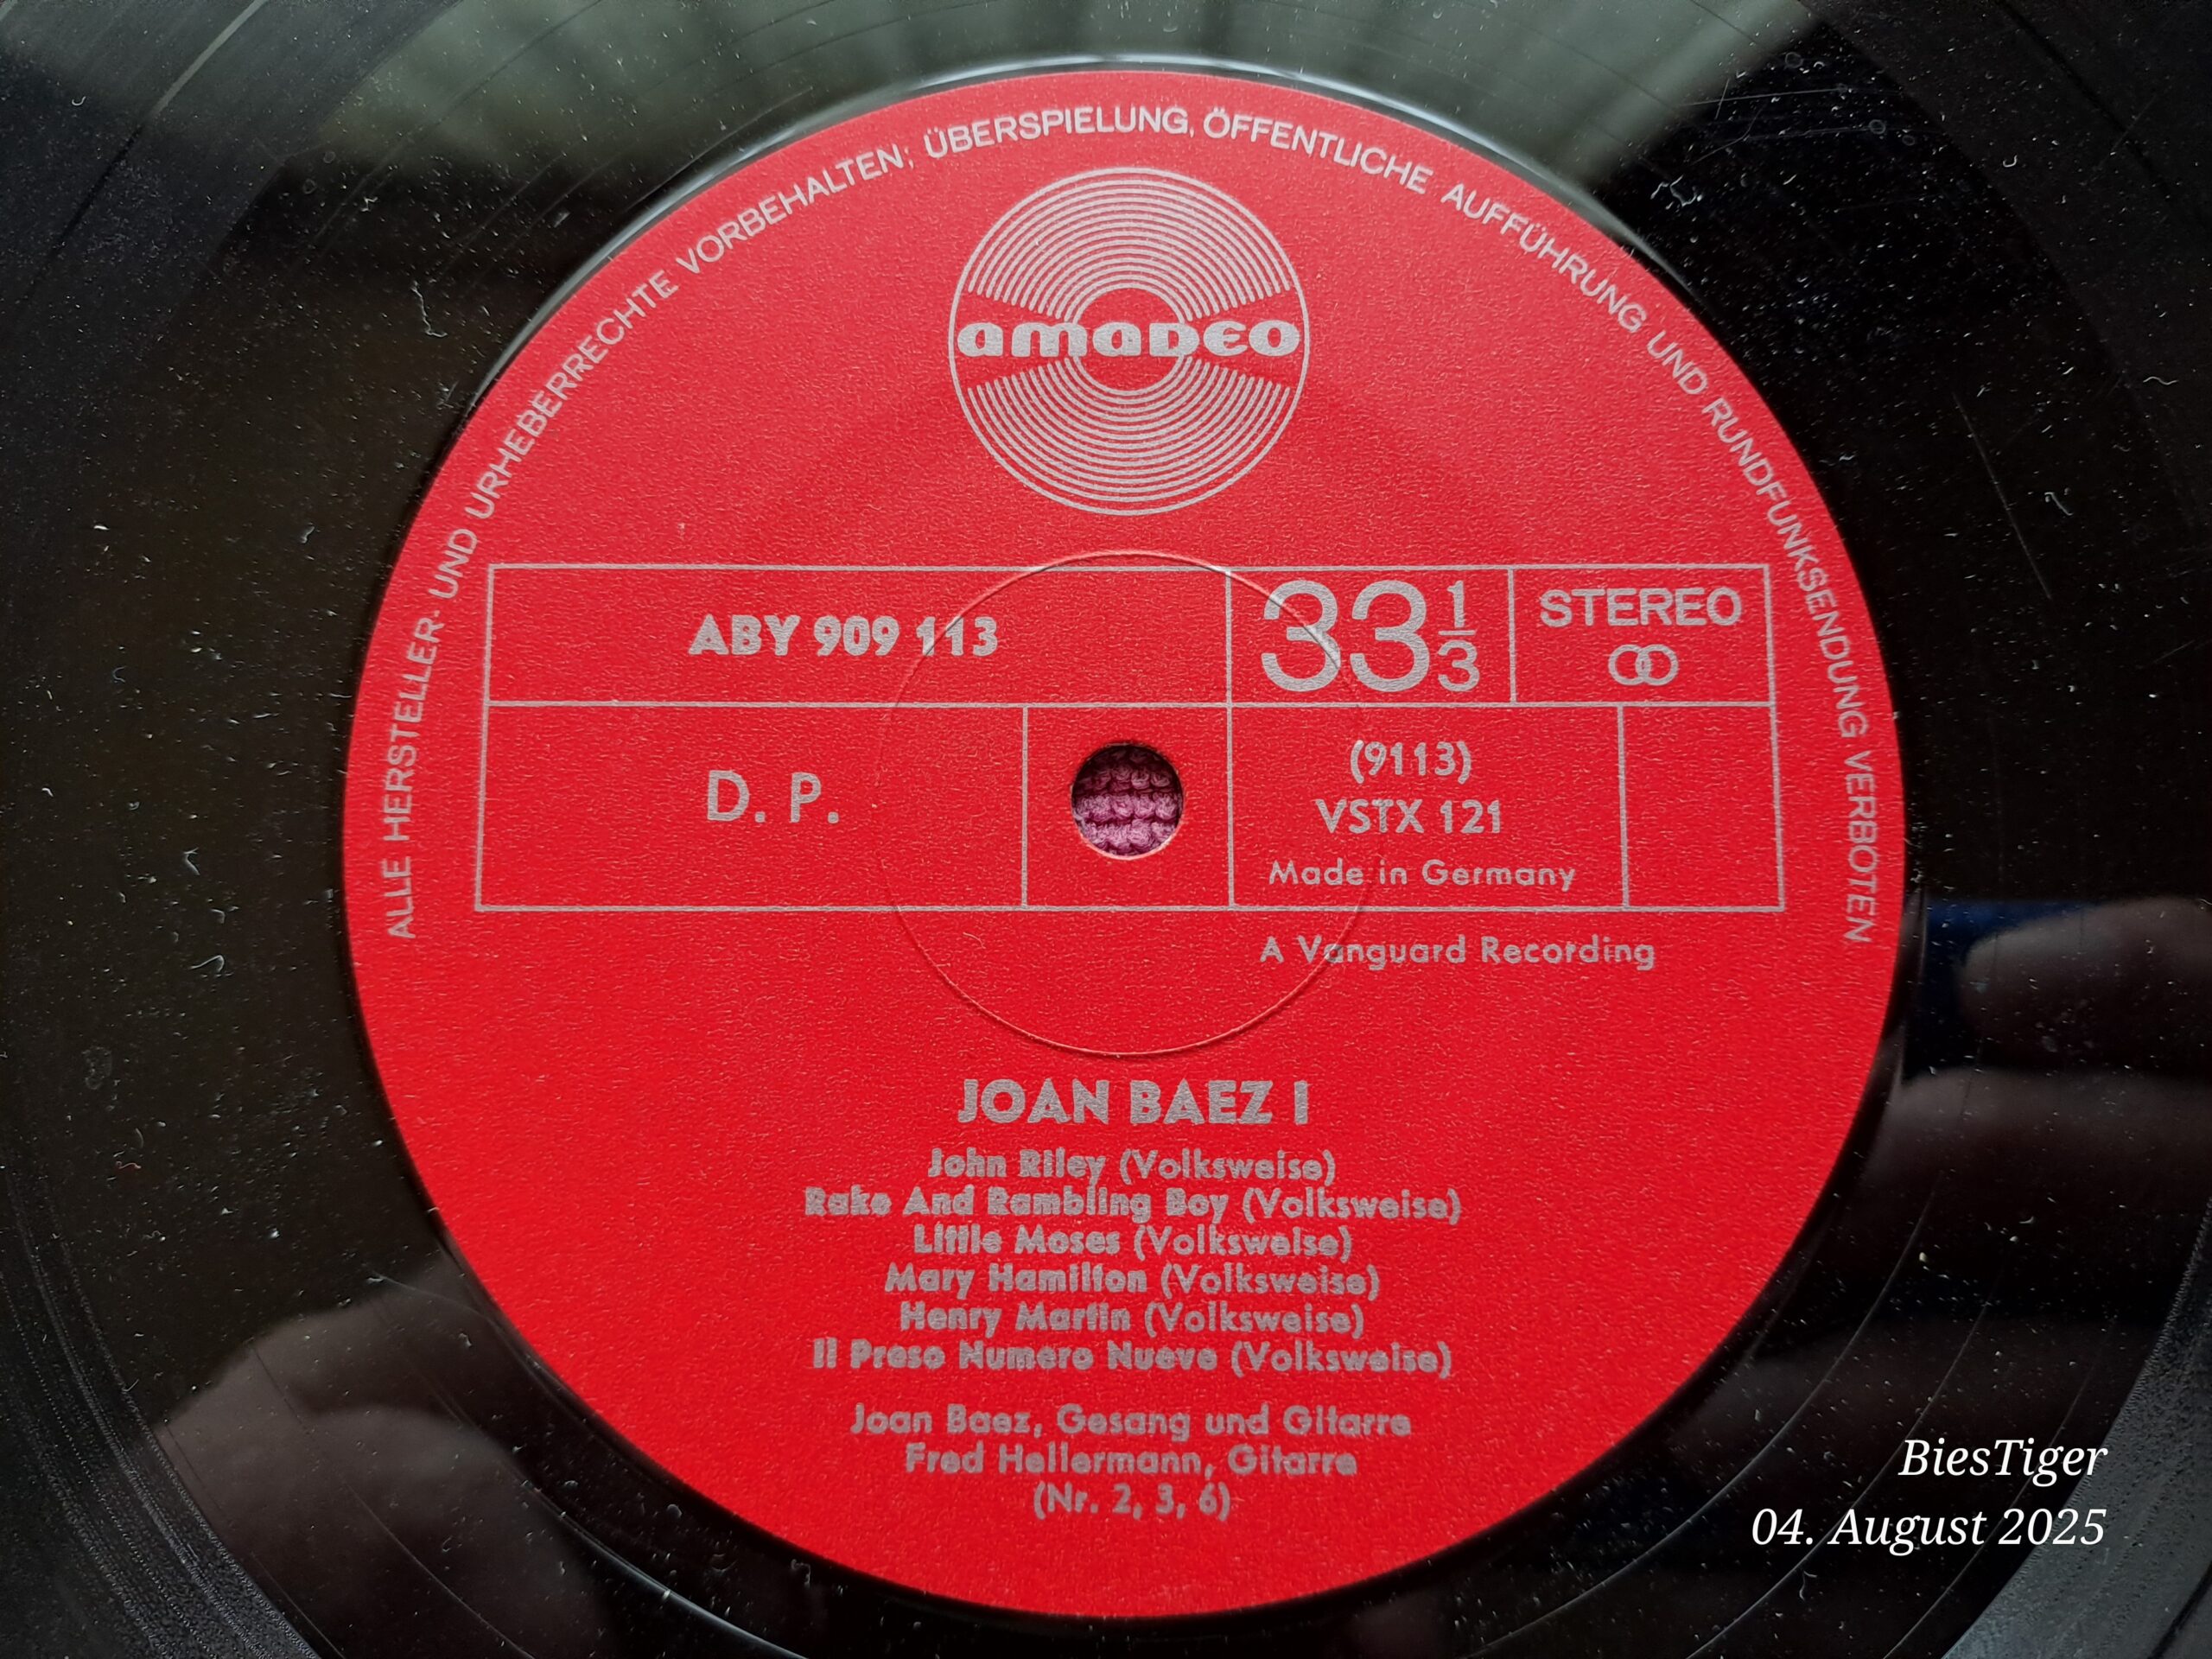 ALLE HERSTELLER- UND URHEBERRECHTE VORBEHALTEN; ÜBERSPIELUNG, ÖFFENTLICHE AUFFÜHRUNG UND RUNDFUNKSENDUNG VERBOTEN
amadeo
ABY 909 113
33 1/3
STEREO
D. P.
(9113)
VSTX 121
Made in Germany
A Vanguard Recording
JOAN BAEZ I
John Riley (Volksweise)
Rake And Rambling Boy (Volksweise)
Little Moses (Volksweise)
Mary Hamilton (Volksweise)
Henry Martin (Volksweise)
Il Preso Numero Nueve (Volksweise)
Joan Baez, Gesang und Gitarre
Fred Hellermann, Gitarre
(Nr. 2, 3, 6)
BiesTiger
04. August 2025